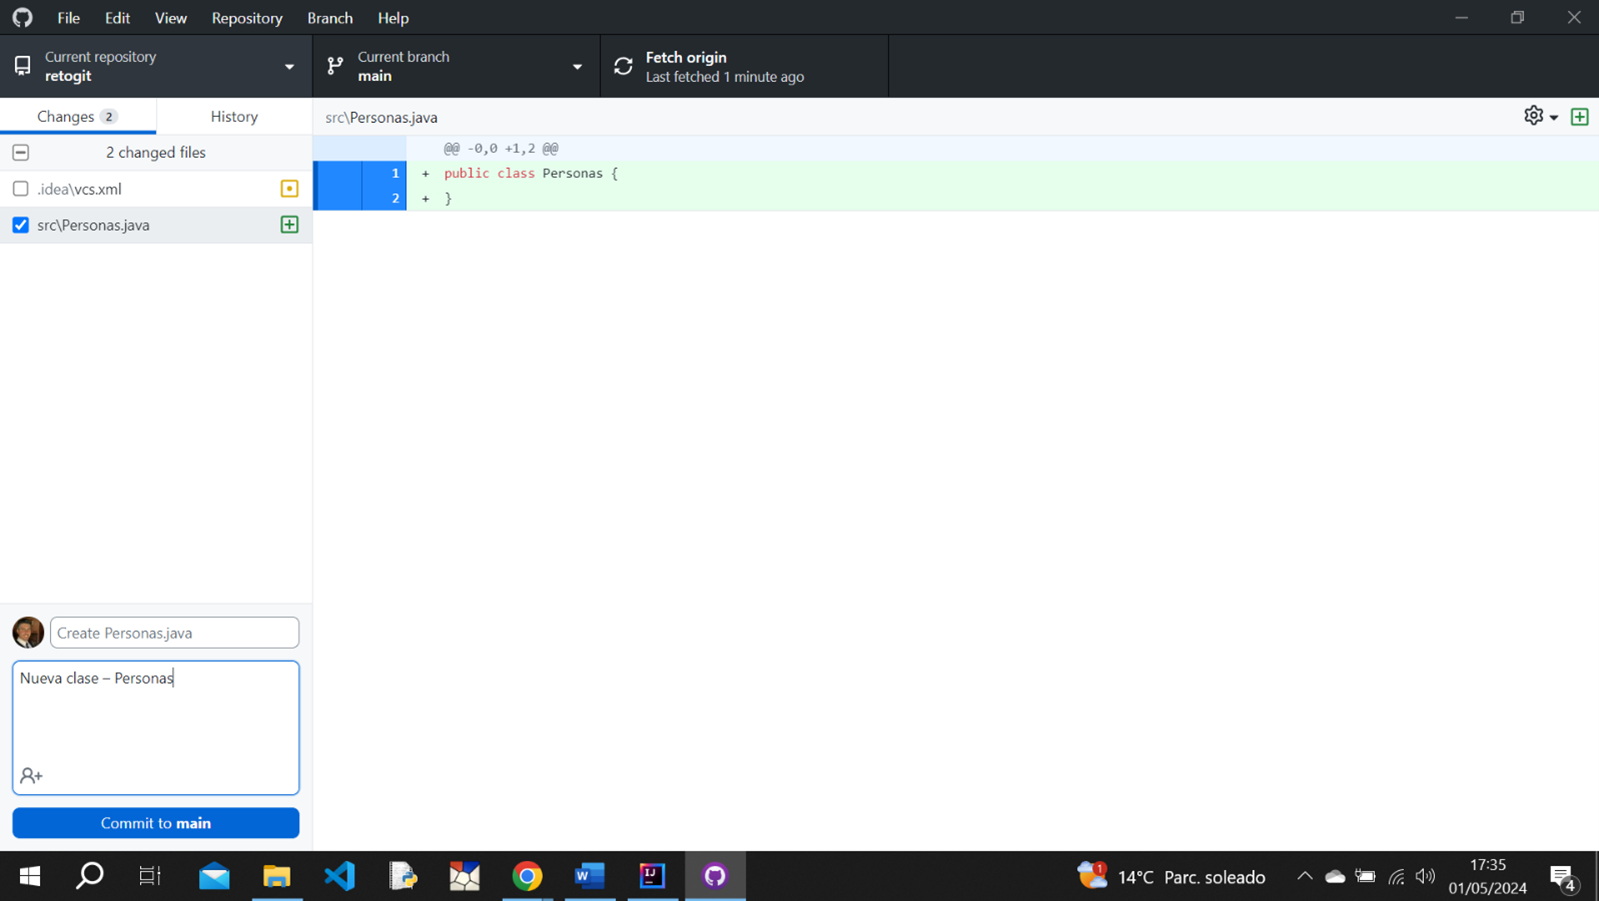 File Edit View Repository Branch Help
Current repository
retogit
Current branch
main
Fetch origin
Last fetched 1 minute ago
Changes 2
History
src\Personas.java
2 changed files
.idea\vcs.xml
src\Personas.java
@@ -0,0 +1,2 @@
1 + public class Personas {
2 + }
Create Personas.java
Nueva clase – Personas
Commit to main
1
14°C Parc. soleado
17:35
01/05/2024
4
W
IJ